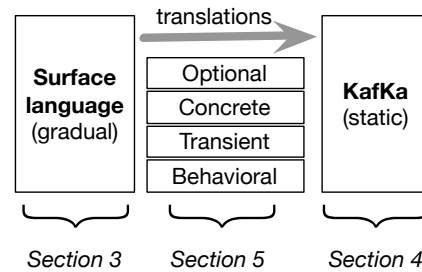 translations
Surface
language
(gradual)
Optional
Concrete
Transient
Behavioral
KafKa
(static)
Section 3
Section 5
Section 4